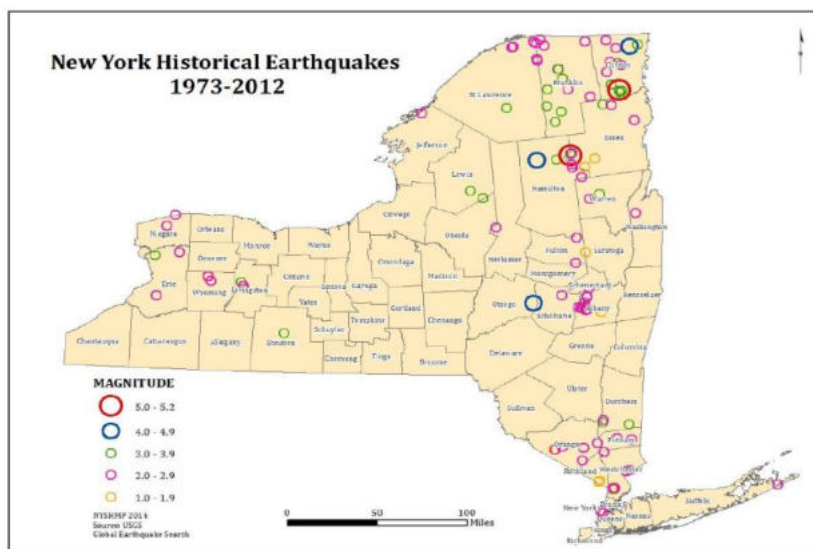 New York Historical Earthquakes
1973-2012
Clinton
Franklin
St Lawrence
Essex
Jefferson
Lewis
Hamilton
Warren
Washington
Oswego
Oneida
Herkimer
Fulton
Saratoga
Niagara
Orleans
Monroe
Wayne
Genesee
Onondaga
Madison
Montgomery
Schenectady
Erie
Wyoming
Livingston
Ontario
Seneca
Cayuga
Otsego
Schoharie
Albany
Rensselaer
Yates
Cortland
Chenango
Tompkins
Schuyler
Chautauqua
Cattaraugus
Allegany
Steuben
Chemung
Tioga
Broome
Delaware
Greene
Columbia
Ulster
Sullivan
Dutchess
Orange
Putnam
Rockland
Westchester
Bronx
New York
Queens
Nassau
Suffolk
Richmond
MAGNITUDE
5.0 - 5.2
4.0 - 4.9
3.0 - 3.9
2.0 - 2.9
1.0 - 1.9
NYSHMP 2014
Source: USGS
Global Earthquake Search
0 50 100
Miles